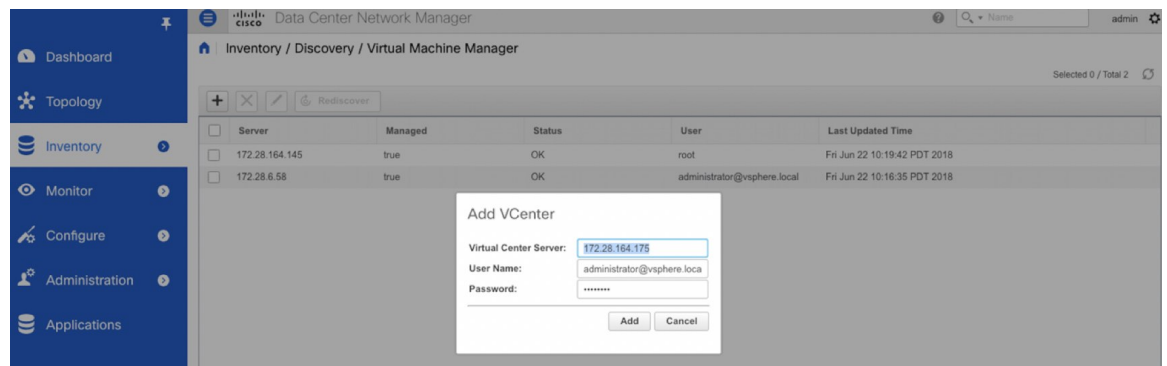 cisco Data Center Network Manager
Name
admin
Inventory / Discovery / Virtual Machine Manager
Selected 0 / Total 2
Dashboard
Topology
Inventory
Monitor
Configure
Administration
Applications
Rediscover
Server Managed Status User Last Updated Time
172.28.164.145 true OK root Fri Jun 22 10:19:42 PDT 2018
172.28.6.58 true OK administrator@vsphere.local Fri Jun 22 10:16:35 PDT 2018
Add VCenter
Virtual Center Server: 172.28.164.175
User Name: administrator@vsphere.loca
Password: ••••••••
Add Cancel